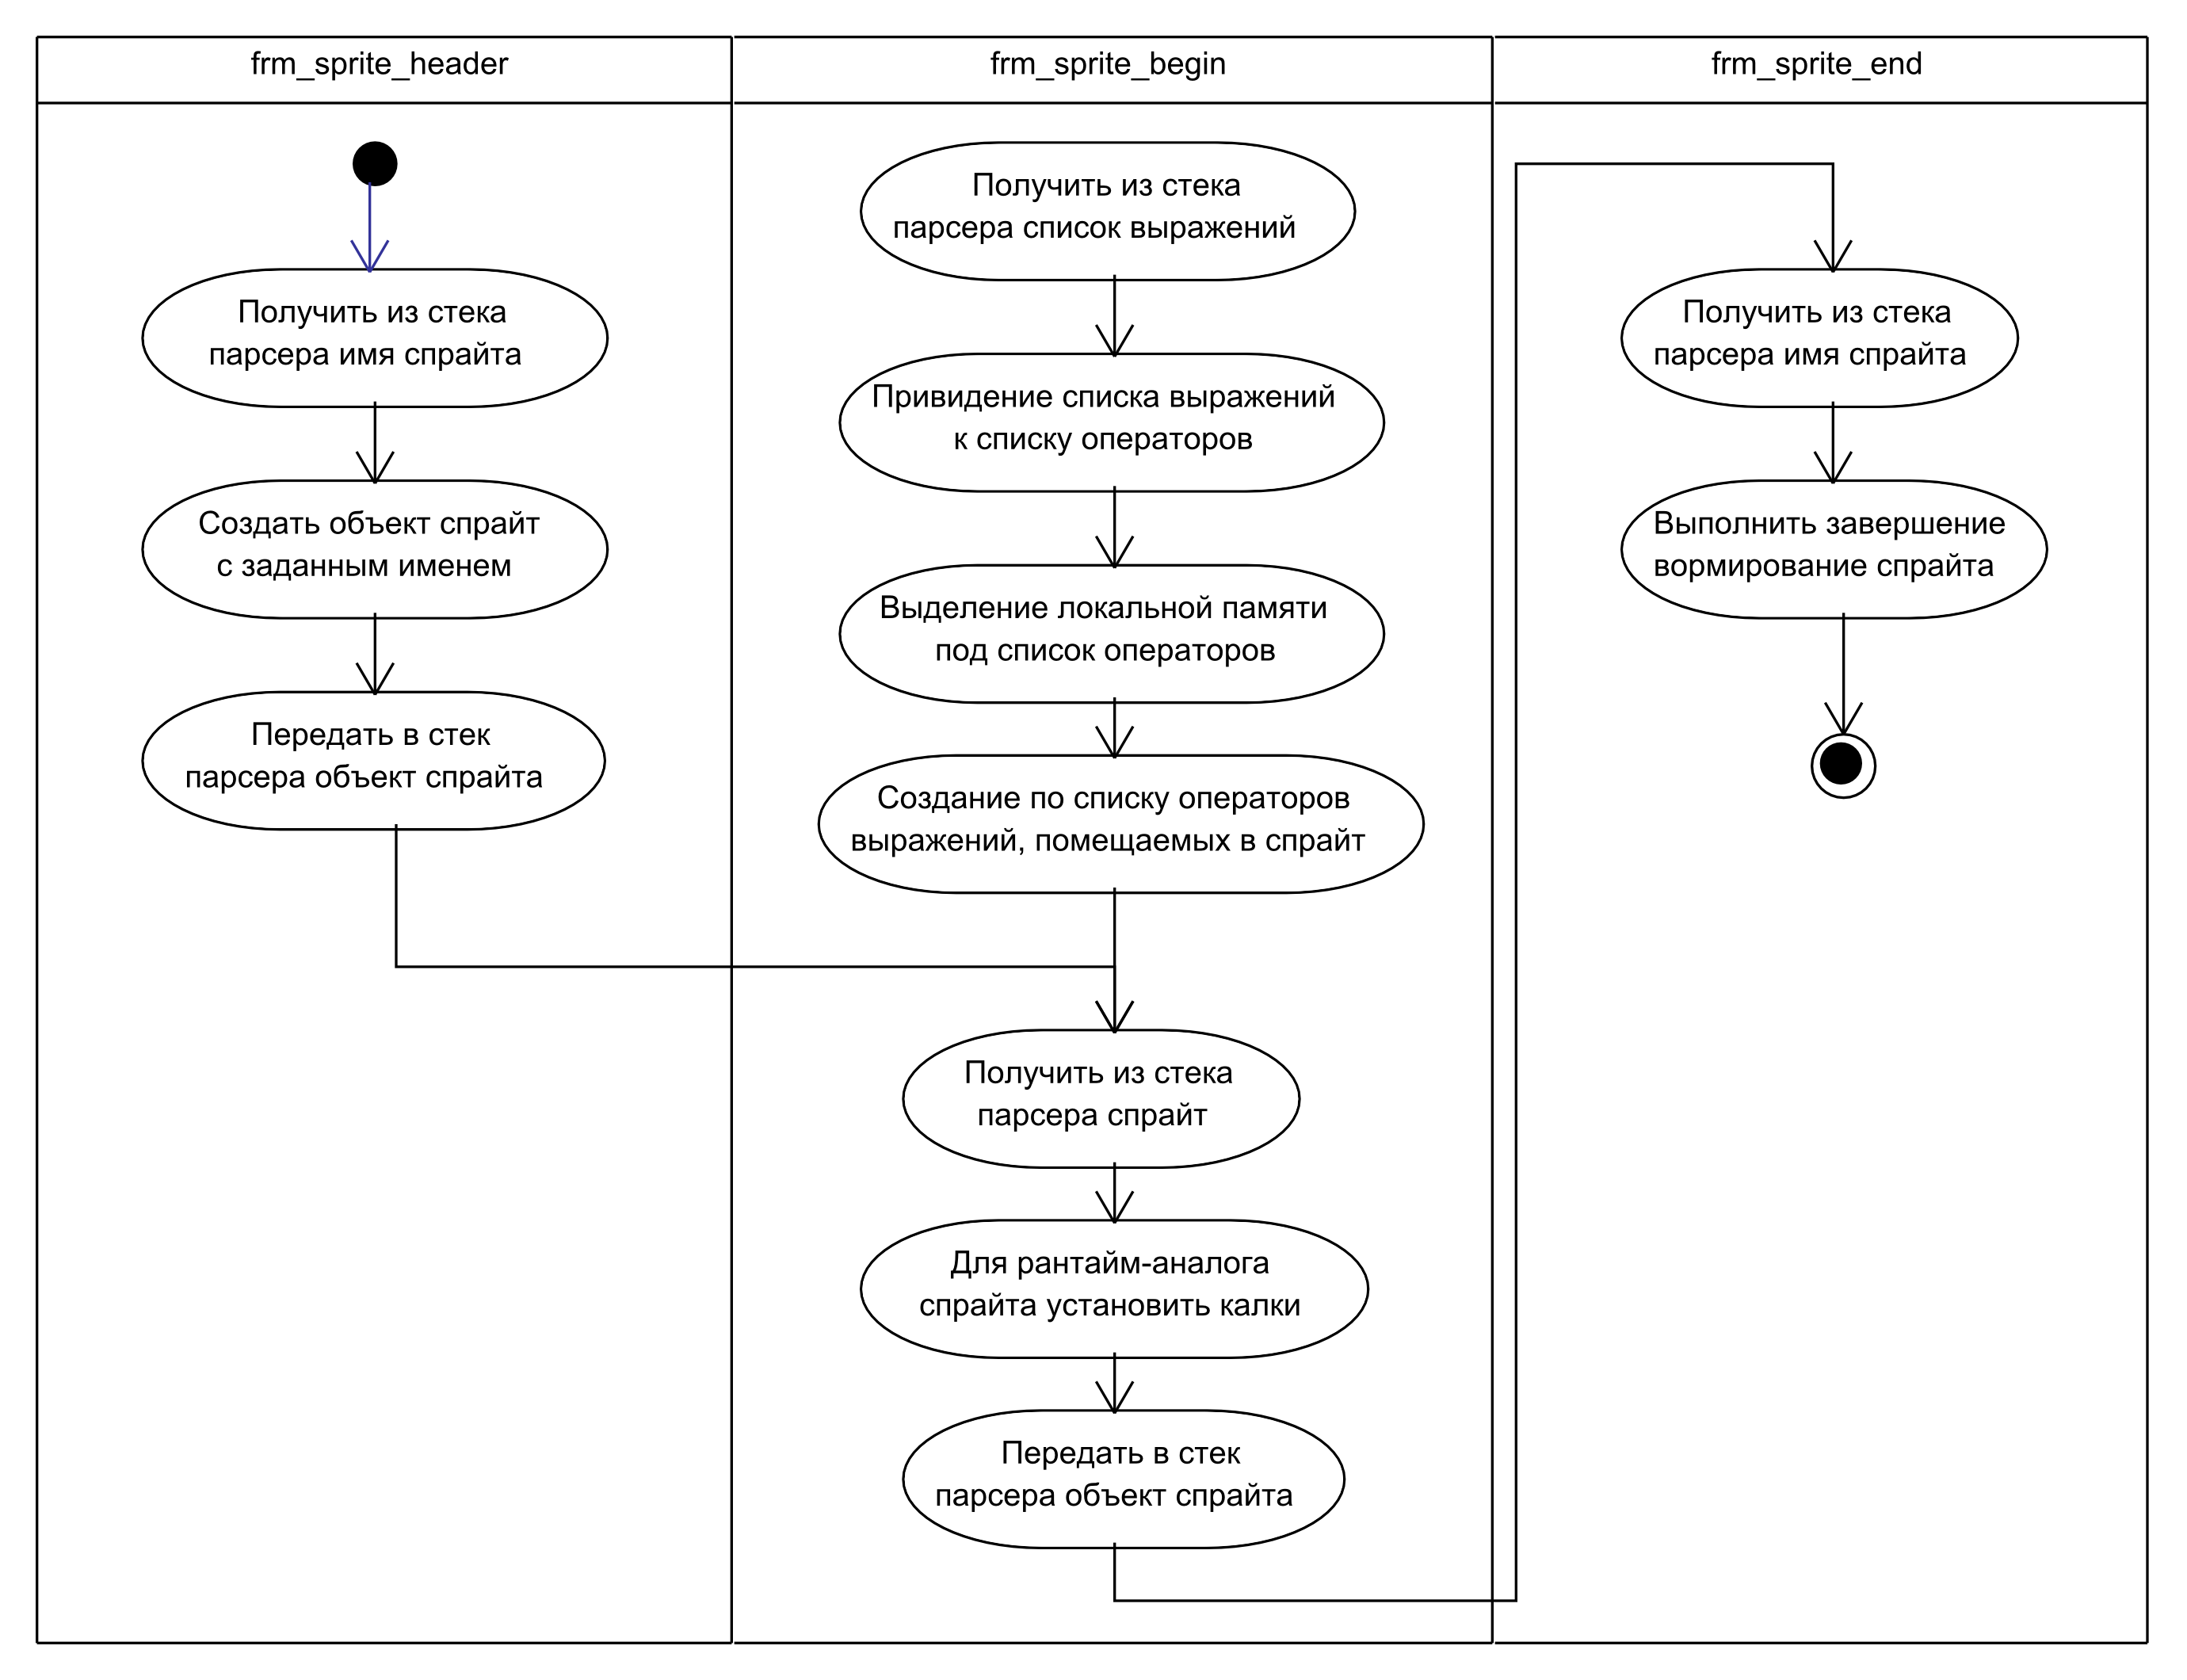 frm_sprite_header
Получить из стека
парсера имя спрайта
Создать объект спрайт
с заданным именем
Передать в стек
парсера объект спрайта
frm_sprite_begin
Получить из стека
парсера список выражений
Привидение списка выражений
к списку операторов
Выделение локальной памяти
под список операторов
Создание по списку операторов
выражений, помещаемых в спрайт
Получить из стека
парсера спрайт
Для рантайм-аналога
спрайта установить калки
Передать в стек
парсера объект спрайта
frm_sprite_end
Получить из стека
парсера имя спрайта
Выполнить завершение
вормирование спрайта